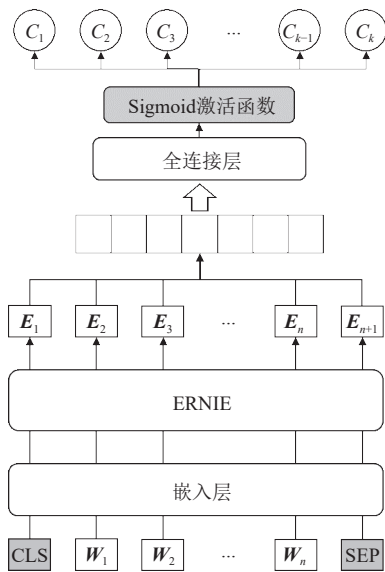 C1 C2 C3 ... Ck−1 Ck
Sigmoid激活函数
全连接层
E1 E2 E3 ... En En+1
ERNIE
嵌入层
CLS W1 W2 ... Wn SEP